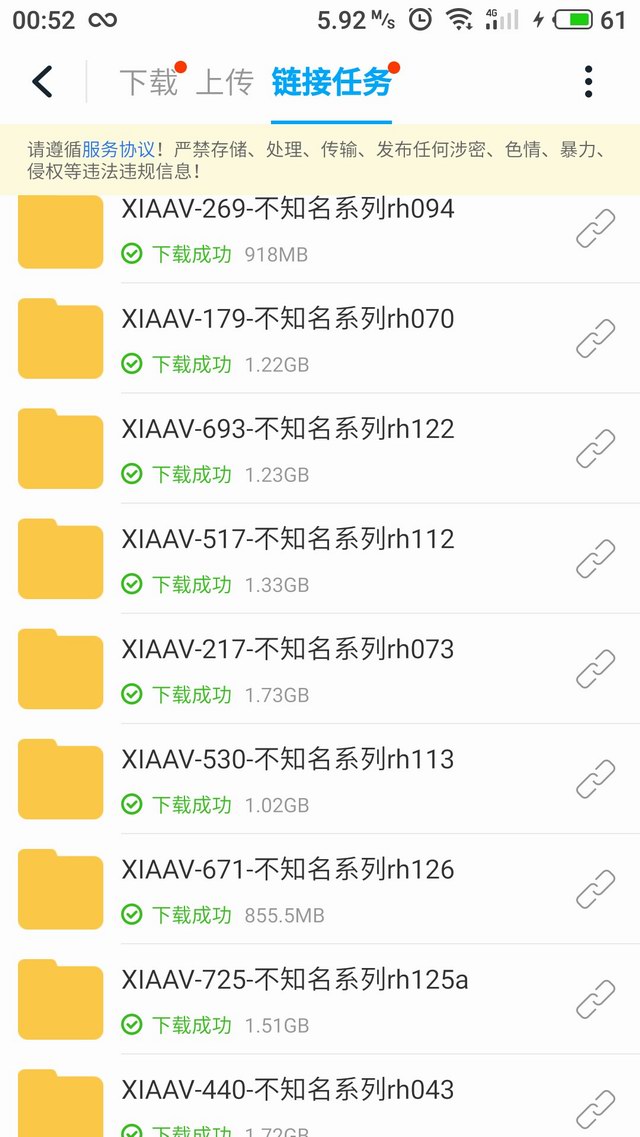 00:52 5.92 M/s 4G 61
下载 上传 链接任务
请遵循服务协议！严禁存储、处理、传输、发布任何涉密、色情、暴力、
侵权等违法违规信息！
XIAAV-269-不知名系列rh094
下载成功 918MB
XIAAV-179-不知名系列rh070
下载成功 1.22GB
XIAAV-693-不知名系列rh122
下载成功 1.23GB
XIAAV-517-不知名系列rh112
下载成功 1.33GB
XIAAV-217-不知名系列rh073
下载成功 1.73GB
XIAAV-530-不知名系列rh113
下载成功 1.02GB
XIAAV-671-不知名系列rh126
下载成功 855.5MB
XIAAV-725-不知名系列rh125a
下载成功 1.51GB
XIAAV-440-不知名系列rh043
下载成功 1.72GB